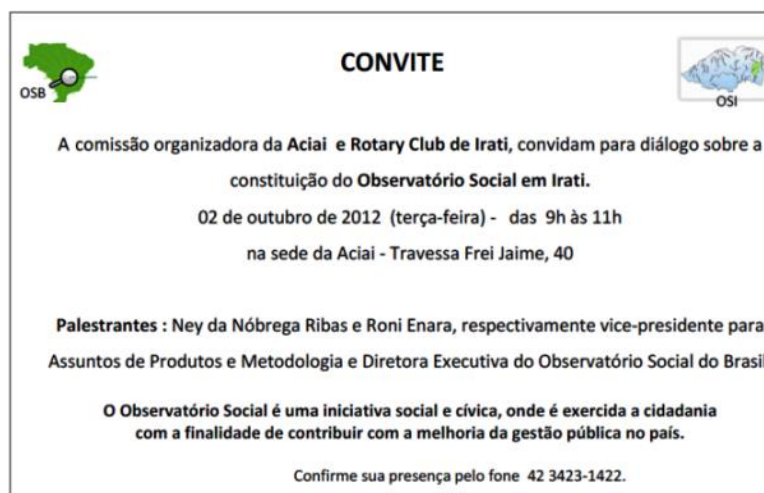 CONVITE
OSB
OSI
A comissão organizadora da Aciai e Rotary Club de Irati, convidam para diálogo sobre a
constituição do Observatório Social em Irati.
02 de outubro de 2012 (terça-feira) - das 9h às 11h
na sede da Aciai - Travessa Frei Jaime, 40
Palestrantes : Ney da Nóbrega Ribas e Roni Enara, respectivamente vice-presidente para
Assuntos de Produtos e Metodologia e Diretora Executiva do Observatório Social do Brasil
O Observatório Social é uma iniciativa social e cívica, onde é exercida a cidadania
com a finalidade de contribuir com a melhoria da gestão pública no país.
Confirme sua presença pelo fone 42 3423-1422.